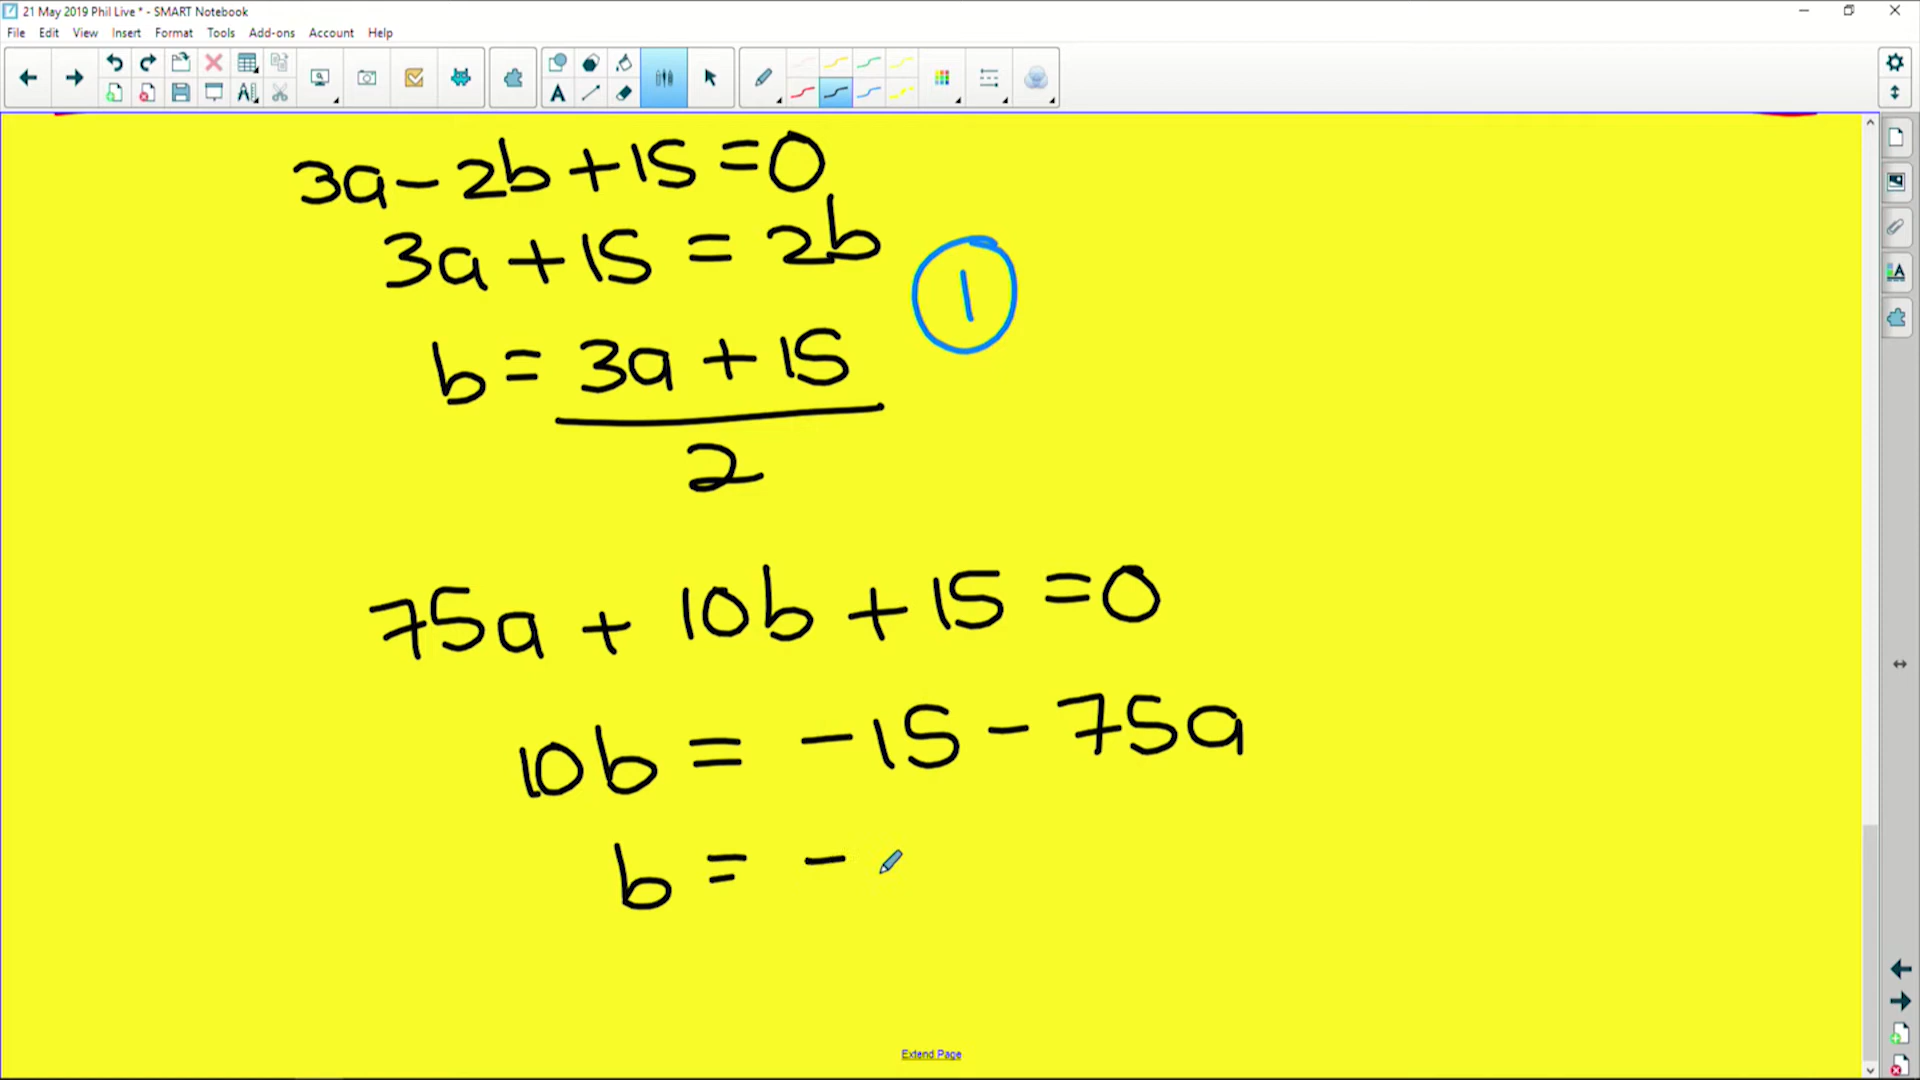 21 May 2019 Phil Live * - SMART Notebook
File Edit View Insert Format Tools Add-ons Account Help
3a - 2b + 15 = 0
3a + 15 = 2b
1
b = 3a + 15
2
75a + 10b + 15 = 0
10b = -15 - 75a
b = -
Extend Page